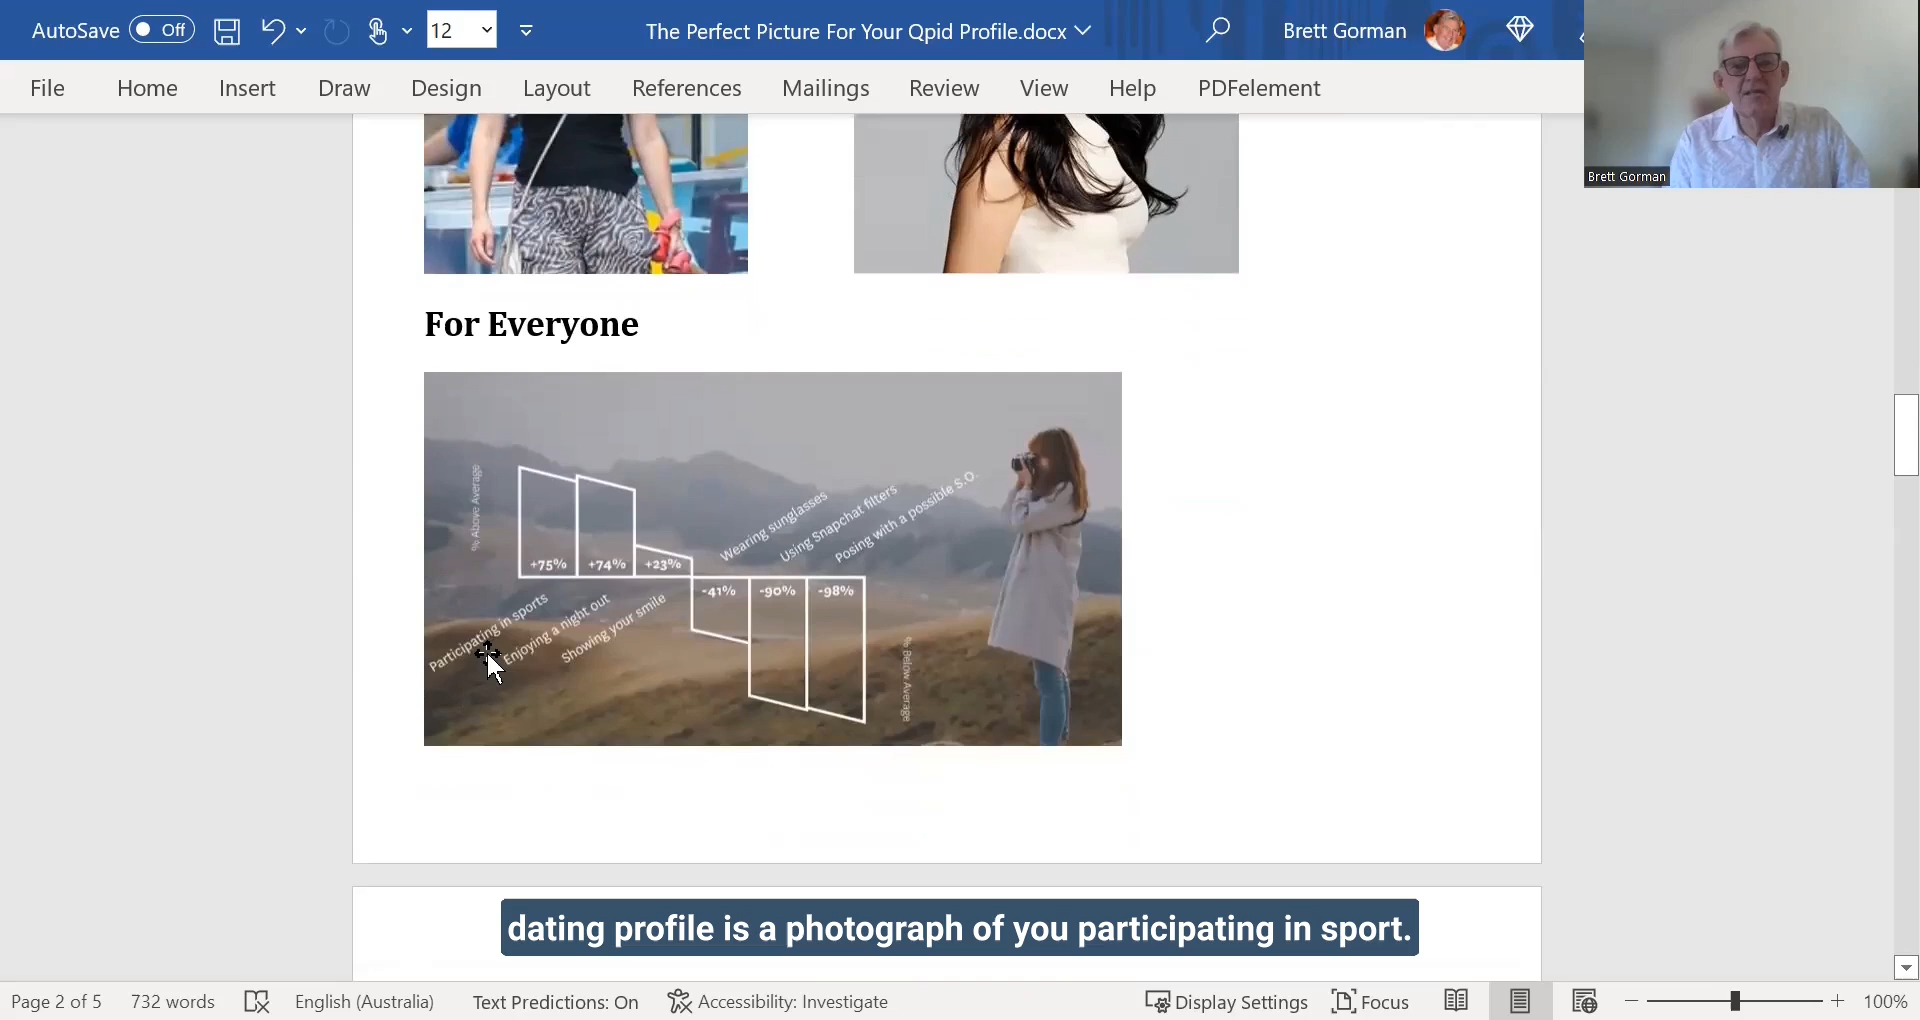 AutoSave Off 12 The Perfect Picture For Your Qpid Profile.docx Brett Gorman
File Home Insert Draw Design Layout References Mailings Review View Help PDFelement
Brett Gorman
For Everyone
% Above Average
+75% +74% +23%
Participating in sports
Enjoying a night out
Showing your smile
Wearing sunglasses
Using Snapchat filters
Posing with a possible S.O.
-41% -90% -98%
% Below Average
dating profile is a photograph of you participating in sport.
Page 2 of 5 732 words English (Australia) Text Predictions: On Accessibility: Investigate Display Settings Focus 100%